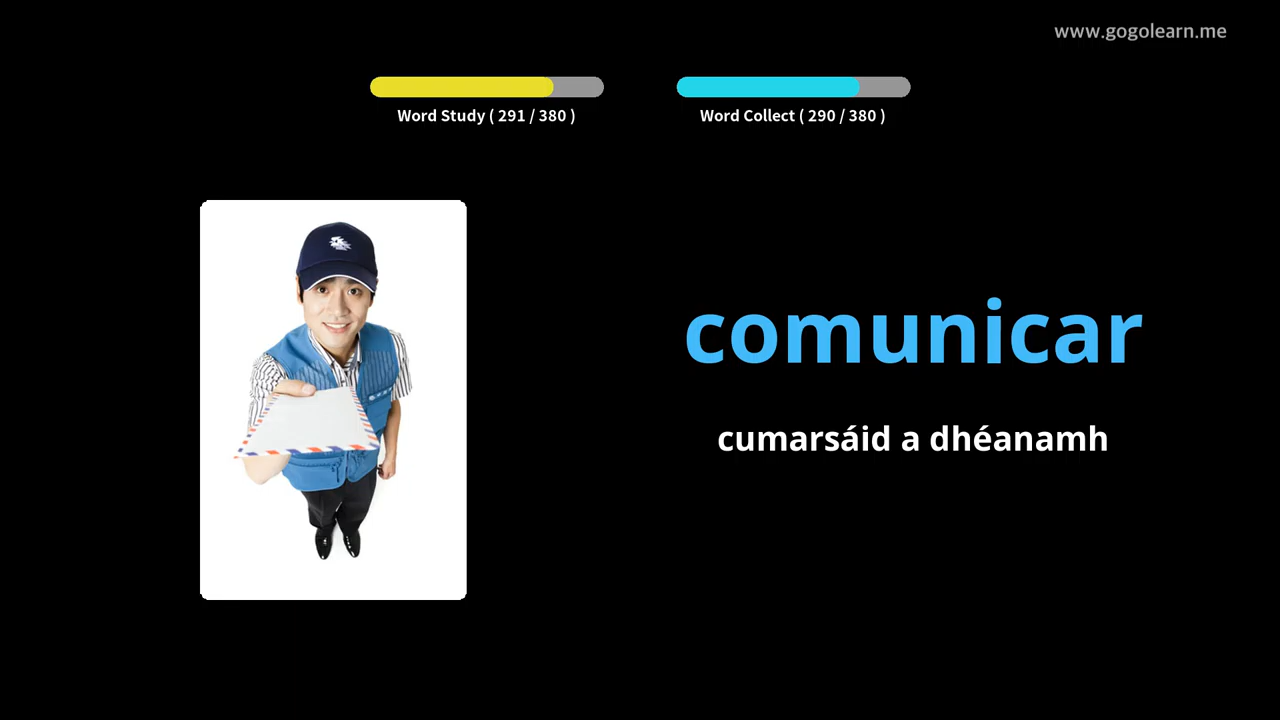 www.gogolearn.me
Word Study ( 291 / 380 )
Word Collect ( 290 / 380 )
comunicar
cumarsáid a dhéanamh